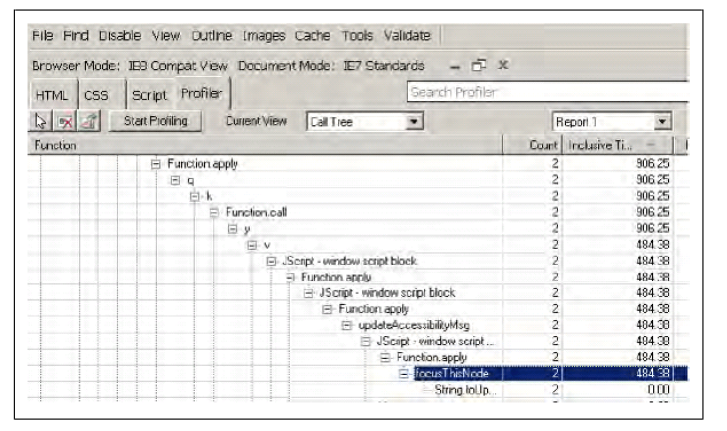 File Find Disable View Outline Images Cache Tools Validate
Browser Mode: IE8 Compat View Document Mode: IE7 Standards
HTML CSS Script Profiler Search Profiler
Start Profiling Current View Call Tree Report 1
Function Count Inclusive Ti...
Function.apply 2 906.25
q 2 906.25
k 2 906.25
Function.call 2 906.25
y 2 906.25
v 2 484.38
JScript - window script block 2 484.38
Function.apply 2 484.38
JScript - window script block 2 484.38
Function.apply 2 484.38
updateAccessibilityMsg 2 484.38
JScript - window script ... 2 484.38
Function.apply 2 484.38
focusThisNode 2 484.38
String.toUp... 2 0.00